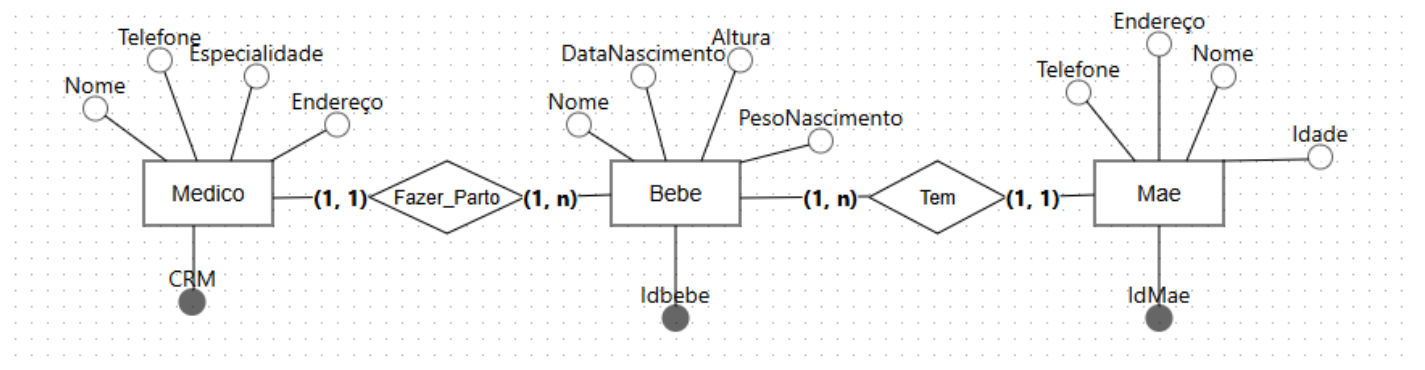 Nome
Telefone
Especialidade
Endereço
Medico
CRM
(1, 1)
Fazer_Parto
(1, n)
Nome
DataNascimento
Altura
PesoNascimento
Bebe
Idbebe
(1, n)
Tem
(1, 1)
Telefone
Endereço
Nome
Idade
Mae
IdMae